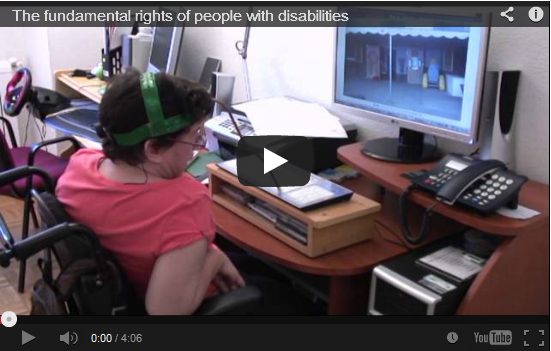 The fundamental rights of people with disabilities
0:00 / 4:06
YouTube